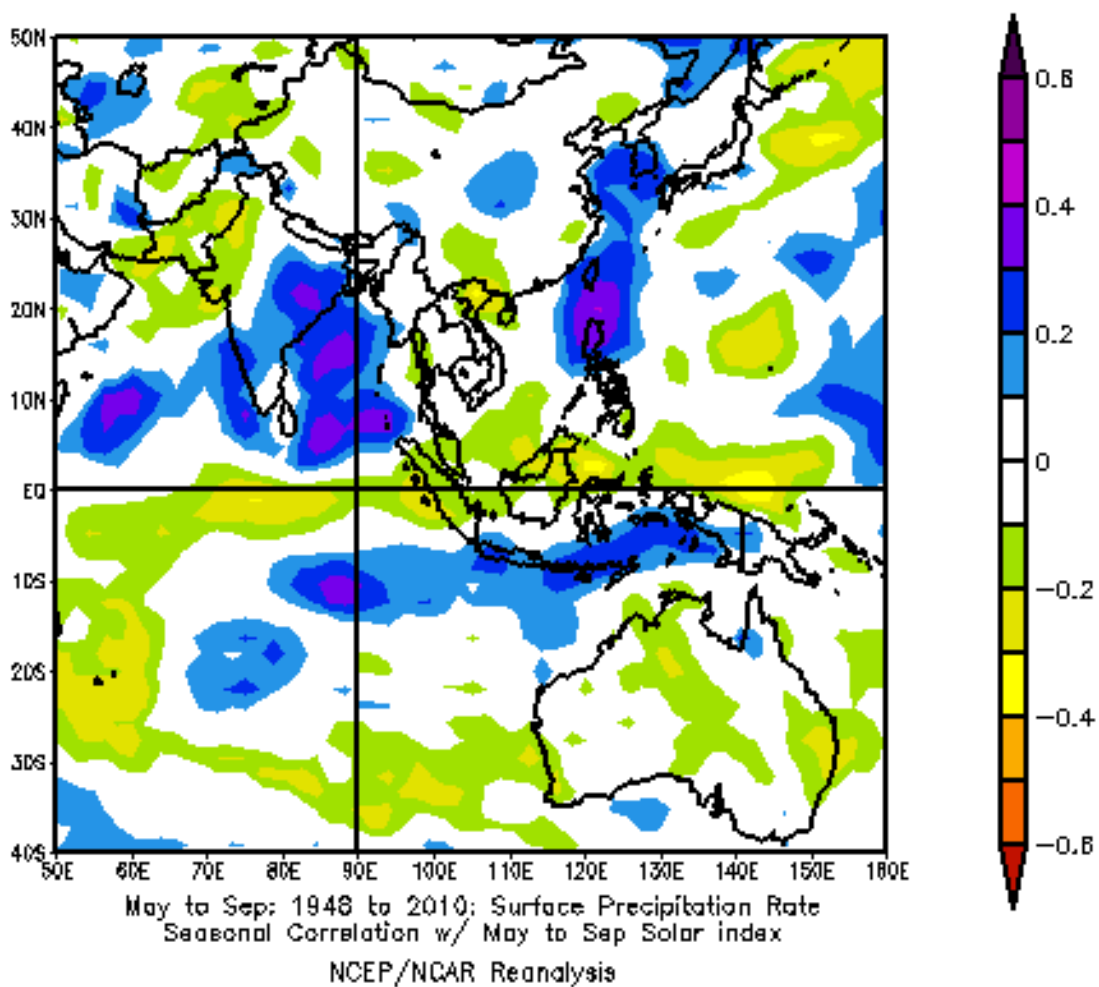 50N
40N
30N
20N
10N
EQ
10S
20S
30S
40S
50E 60E 70E 80E 90E 100E 110E 120E 130E 140E 150E 160E
0.6
0.4
0.2
0
-0.2
-0.4
-0.6
May to Sep: 1948 to 2010: Surface Precipitation Rate
Seasonal Correlation w/ May to Sep Solar index
NCEP/NCAR Reanalysis